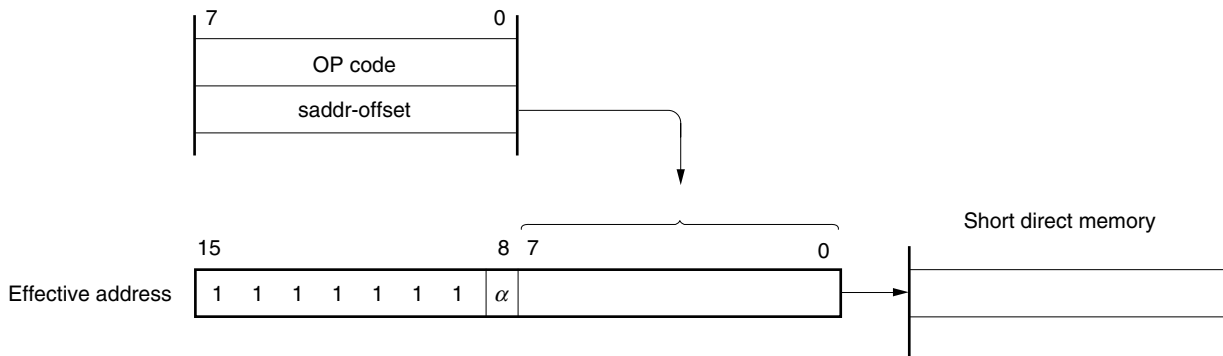 7 0
OP code
saddr-offset
Short direct memory
15 8 7 0
Effective address 1 1 1 1 1 1 1 α